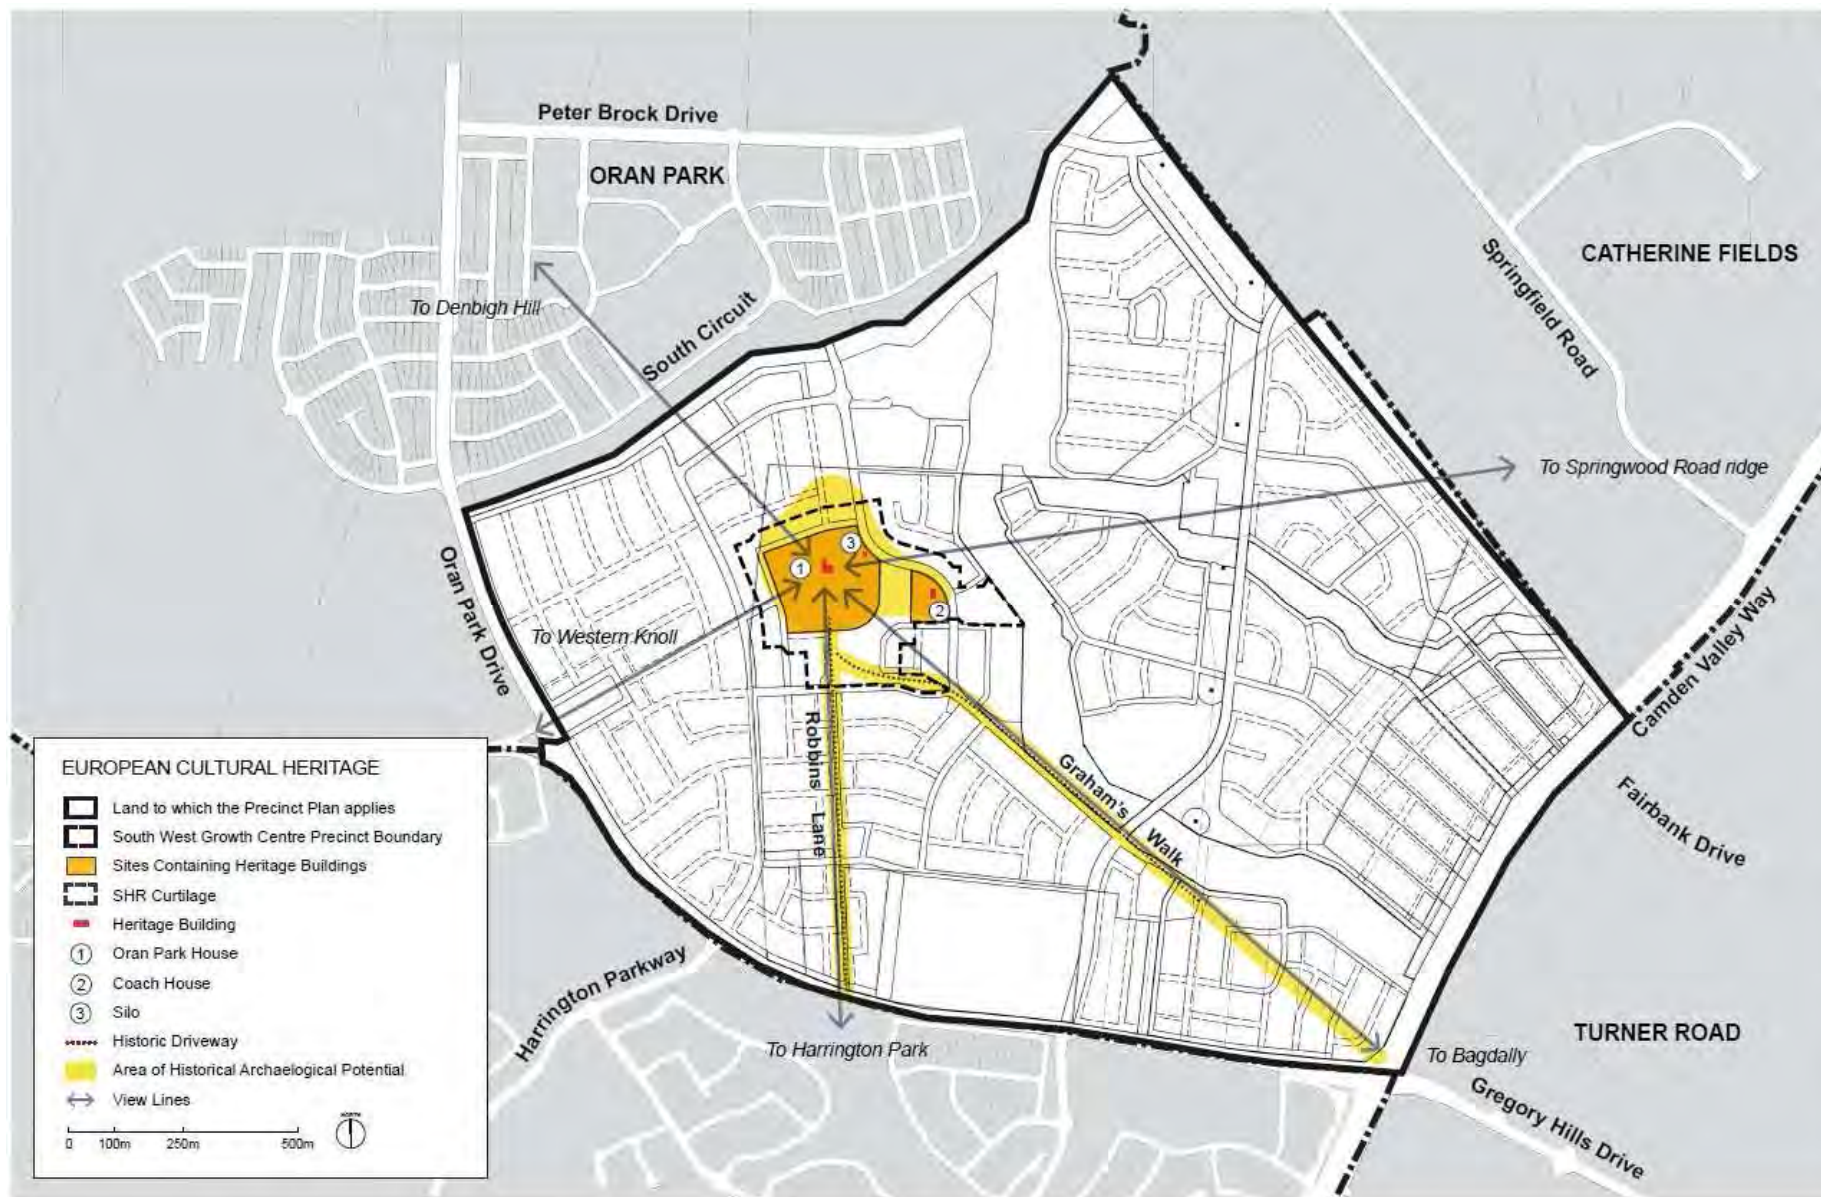 Peter Brock Drive
ORAN PARK
CATHERINE FIELDS
Springfield Road
To Denbigh Hill
South Circuit
To Springwood Road ridge
3
1
2
Oran Park Drive
To Western Knoll
Camden Valley Way
Robbins Lane
Graham's Walk
Fairbank Drive
Harrington Parkway
To Harrington Park
TURNER ROAD
To Bagdally
Gregory Hills Drive
EUROPEAN CULTURAL HERITAGE
Land to which the Precinct Plan applies
South West Growth Centre Precinct Boundary
Sites Containing Heritage Buildings
SHR Curtilage
Heritage Building
1 Oran Park House
2 Coach House
3 Silo
Historic Driveway
Area of Historical Archaelogical Potential
View Lines
NORTH
0 100m 250m 500m